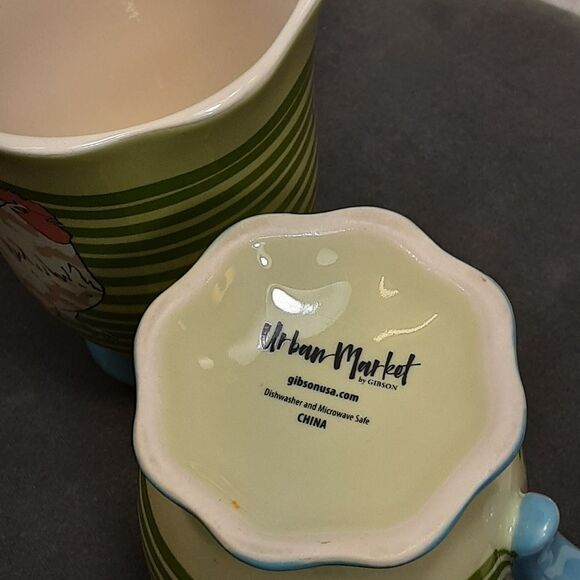 Urban Market
by GIBSON
gibsonusa.com
Dishwasher and Microwave Safe
CHINA